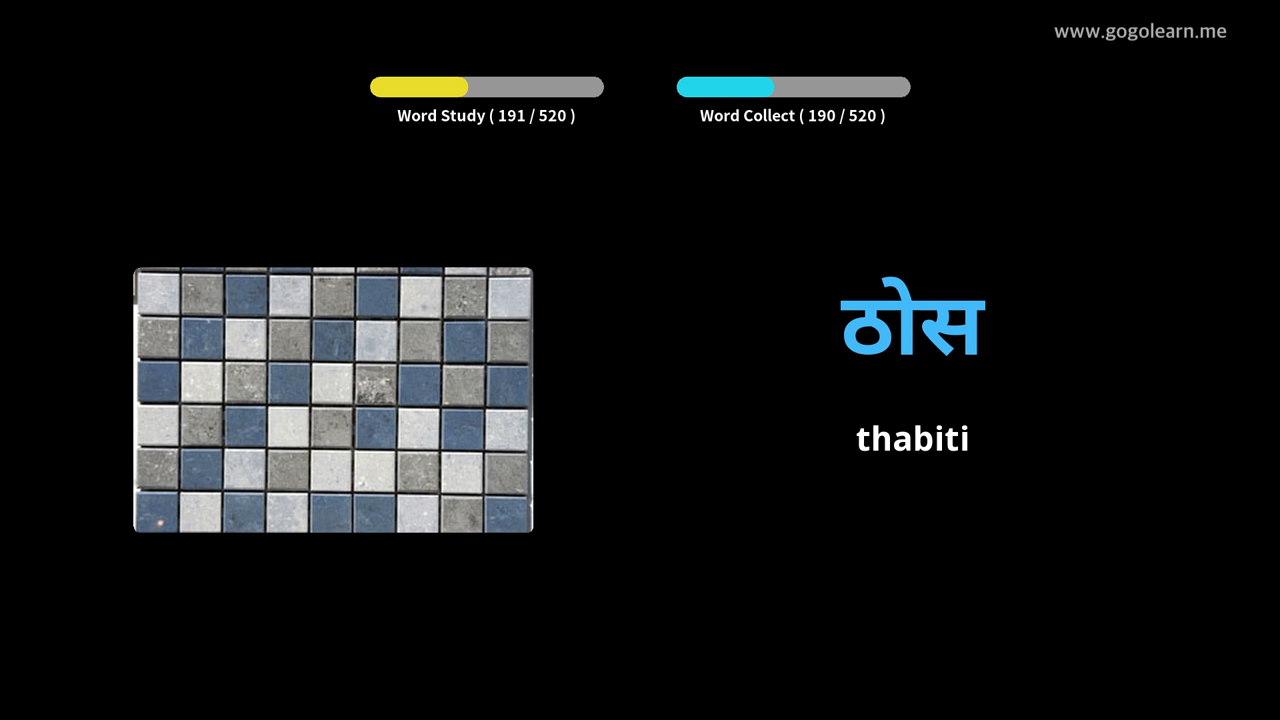 www.gogolearn.me
Word Study ( 191 / 520 )
Word Collect ( 190 / 520 )
ठोस
thabiti